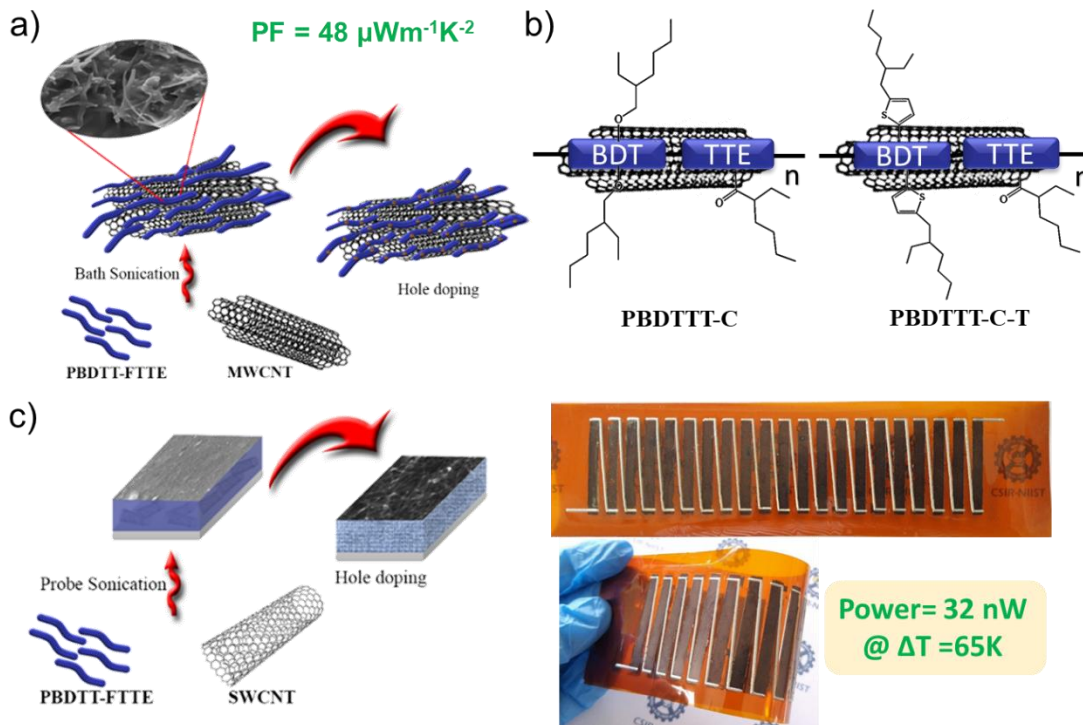 a)
PF = 48 µWm⁻¹K⁻²
Bath Sonication
PBDTT-FTTE
MWCNT
Hole doping
b)
O
O
BDT
TTE
n
O
PBDTTT-C
S
BDT
TTE
n
S
O
PBDTTT-C-T
c)
Probe Sonication
PBDTT-FTTE
SWCNT
Hole doping
CSIR-NIIST
Power= 32 nW
@ ΔT =65K